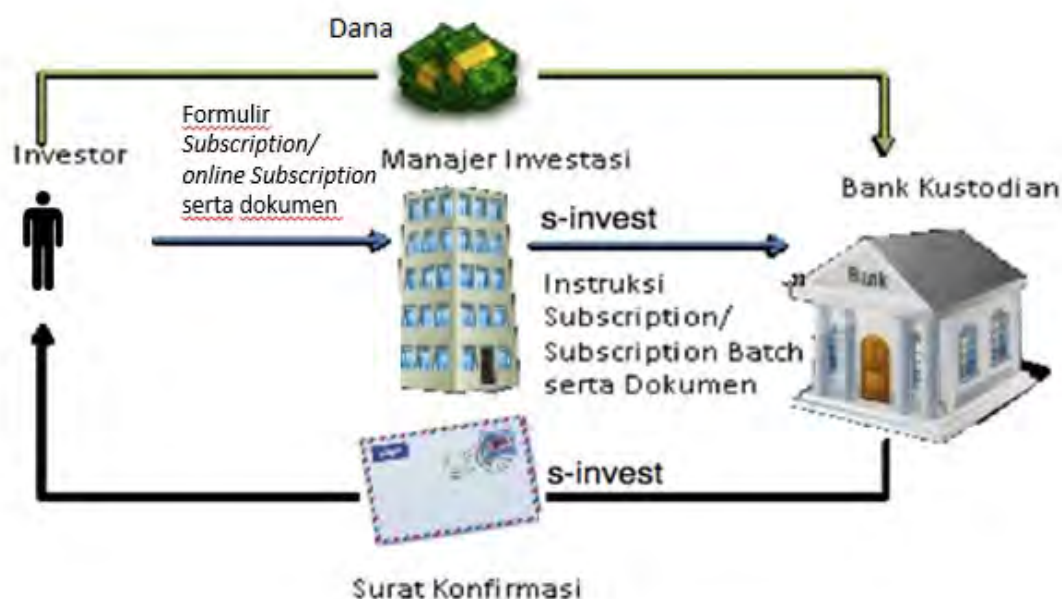 Dana
Formulir
Subscription/
online Subscription
serta dokumen
Investor
Manajer Investasi
Bank Kustodian
s-invest
Instruksi
Subscription/
Subscription Batch
serta Dokumen
Bank
s-invest
Surat Konfirmasi